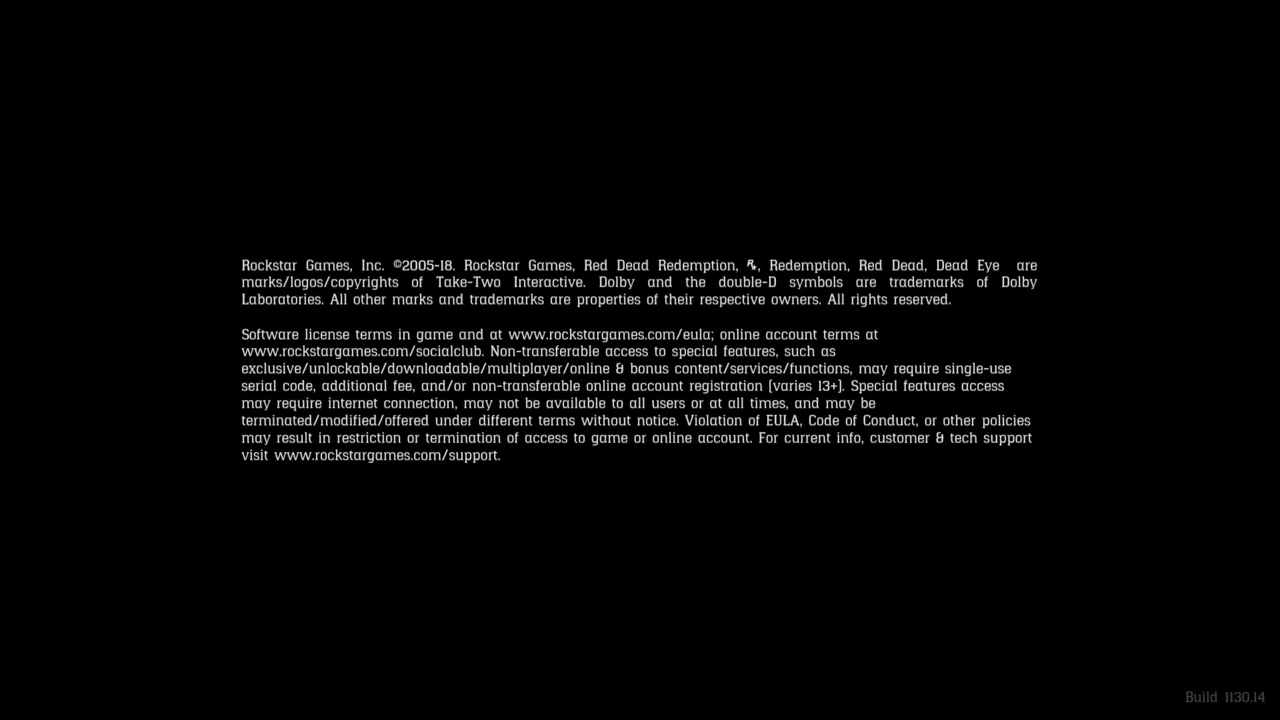 Rockstar Games, Inc. ©2005-18. Rockstar Games, Red Dead Redemption, R★, Redemption, Red Dead, Dead Eye are
marks/logos/copyrights of Take-Two Interactive. Dolby and the double-D symbols are trademarks of Dolby
Laboratories. All other marks and trademarks are properties of their respective owners. All rights reserved.
Software license terms in game and at www.rockstargames.com/eula; online account terms at
www.rockstargames.com/socialclub. Non-transferable access to special features, such as
exclusive/unlockable/downloadable/multiplayer/online & bonus content/services/functions, may require single-use
serial code, additional fee, and/or non-transferable online account registration (varies 13+). Special features access
may require internet connection, may not be available to all users or at all times, and may be
terminated/modified/offered under different terms without notice. Violation of EULA, Code of Conduct, or other policies
may result in restriction or termination of access to game or online account. For current info, customer & tech support
visit www.rockstargames.com/support.
Build 1130.14